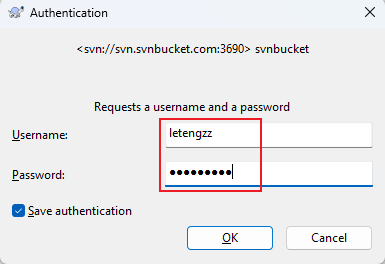 Authentication
<svn://svn.svnbucket.com:3690> svnbucket
Requests a username and a password
Username:
letengzz
Password:
●●●●●●●●●
Save authentication
OK
Cancel